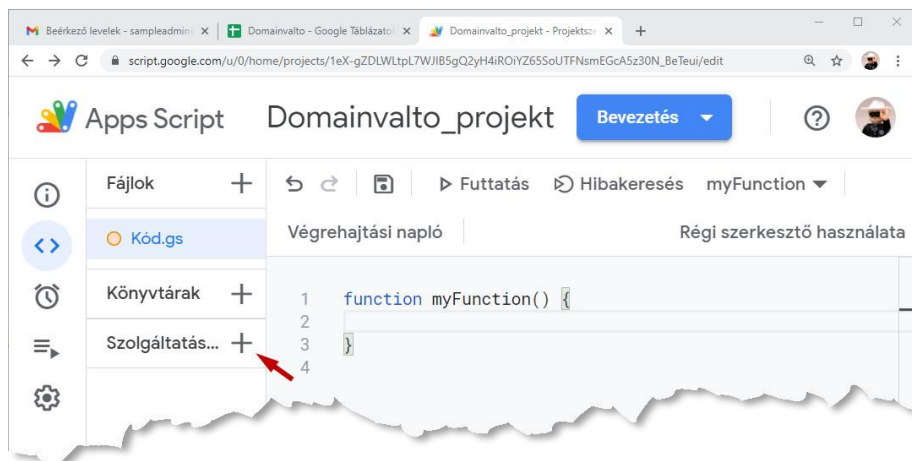 Beérkező levelek - sampleadmin
Domainvalto - Google Táblázatok
Domainvalto_projekt - Projektsze
script.google.com/u/0/home/projects/1eX-gZDLWLtpL7WJIB5gQ2yH4iROiYZ65SoUTFNsmEGcA5z30N_BeTeui/edit
Apps Script
Domainvalto_projekt
Bevezetés
Fájlok
Futtatás
Hibakeresés
myFunction
Kód.gs
Végrehajtási napló
Régi szerkesztő használata
Könyvtárak
Szolgáltatás...
1 function myFunction() {
2
3 }
4